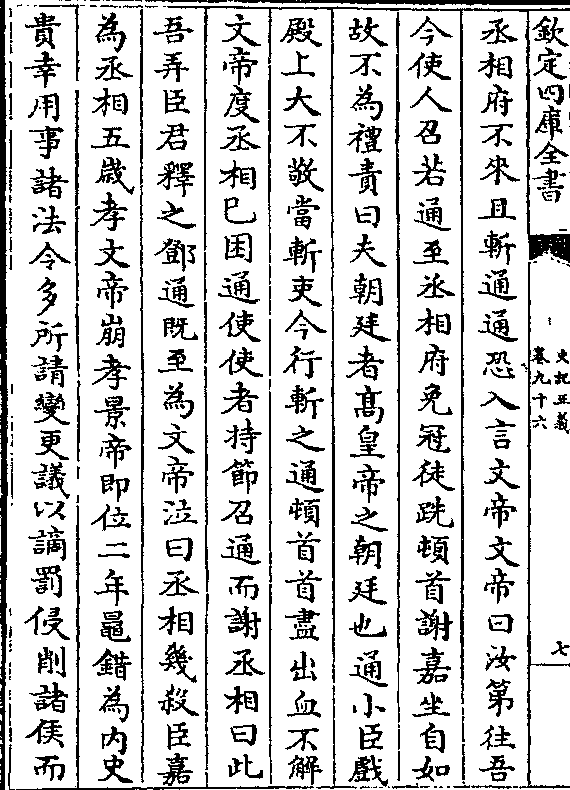 欽定四庫全書
史記正義
卷九十六
七
丞相府不來且斬通通恐入言文帝文帝曰汝第往吾
今使人召若通至丞相府免冠徒跣頓首謝嘉坐自如
故不為禮責曰夫朝廷者髙皇帝之朝廷也通小臣戲
殿上大不敬當斬吏今行斬之通頓首首盡出血不解
文帝度丞相已困通使使者持節召通而謝丞相曰此
吾弄臣君釋之鄧通既至為文帝泣曰丞相幾殺臣嘉
為丞相五歳孝文帝崩孝景帝即位二年鼂錯為内史
貴幸用事諸法令多所請變更議以謫罰侵削諸侯而